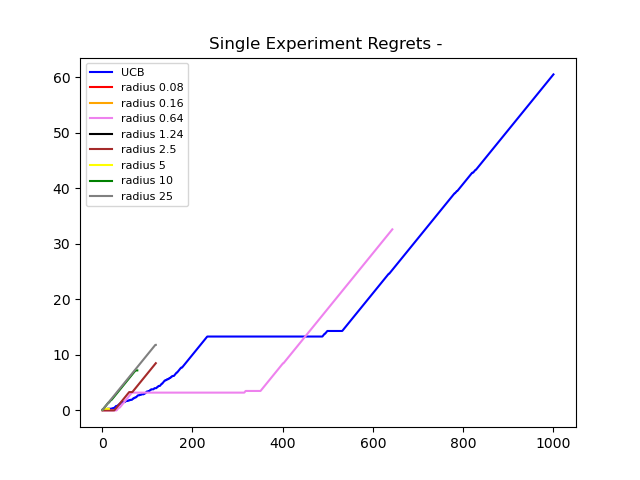 Single Experiment Regrets -
UCB
radius 0.08
radius 0.16
radius 0.64
radius 1.24
radius 2.5
radius 5
radius 10
radius 25
60
50
40
30
20
10
0
0 200 400 600 800 1000